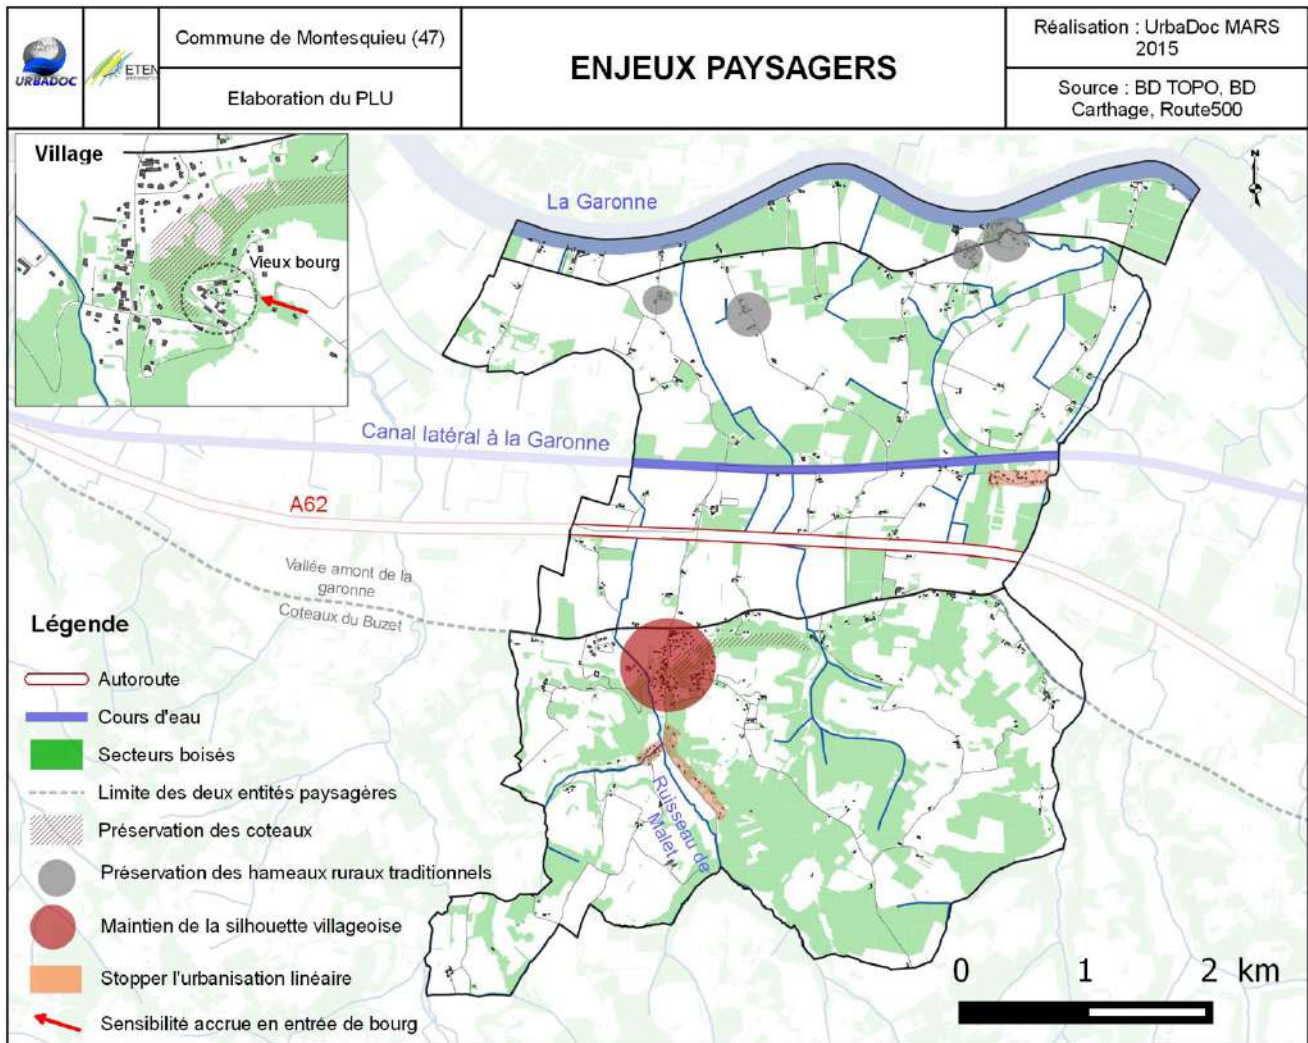 URBADOC
ETEN
Commune de Montesquieu (47)
Elaboration du PLU
ENJEUX PAYSAGERS
Réalisation : UrbaDoc MARS
2015
Source : BD TOPO, BD
Carthage, Route500
Village
Vieux bourg
La Garonne
N
Canal latéral à la Garonne
A62
Vallée amont de la
garonne
Coteaux du Buzet
Ruisseau de
Malet
Légende
Autoroute
Cours d'eau
Secteurs boisés
Limite des deux entités paysagères
Préservation des coteaux
Préservation des hameaux ruraux traditionnels
Maintien de la silhouette villageoise
Stopper l'urbanisation linéaire
Sensibilité accrue en entrée de bourg
0 1 2 km